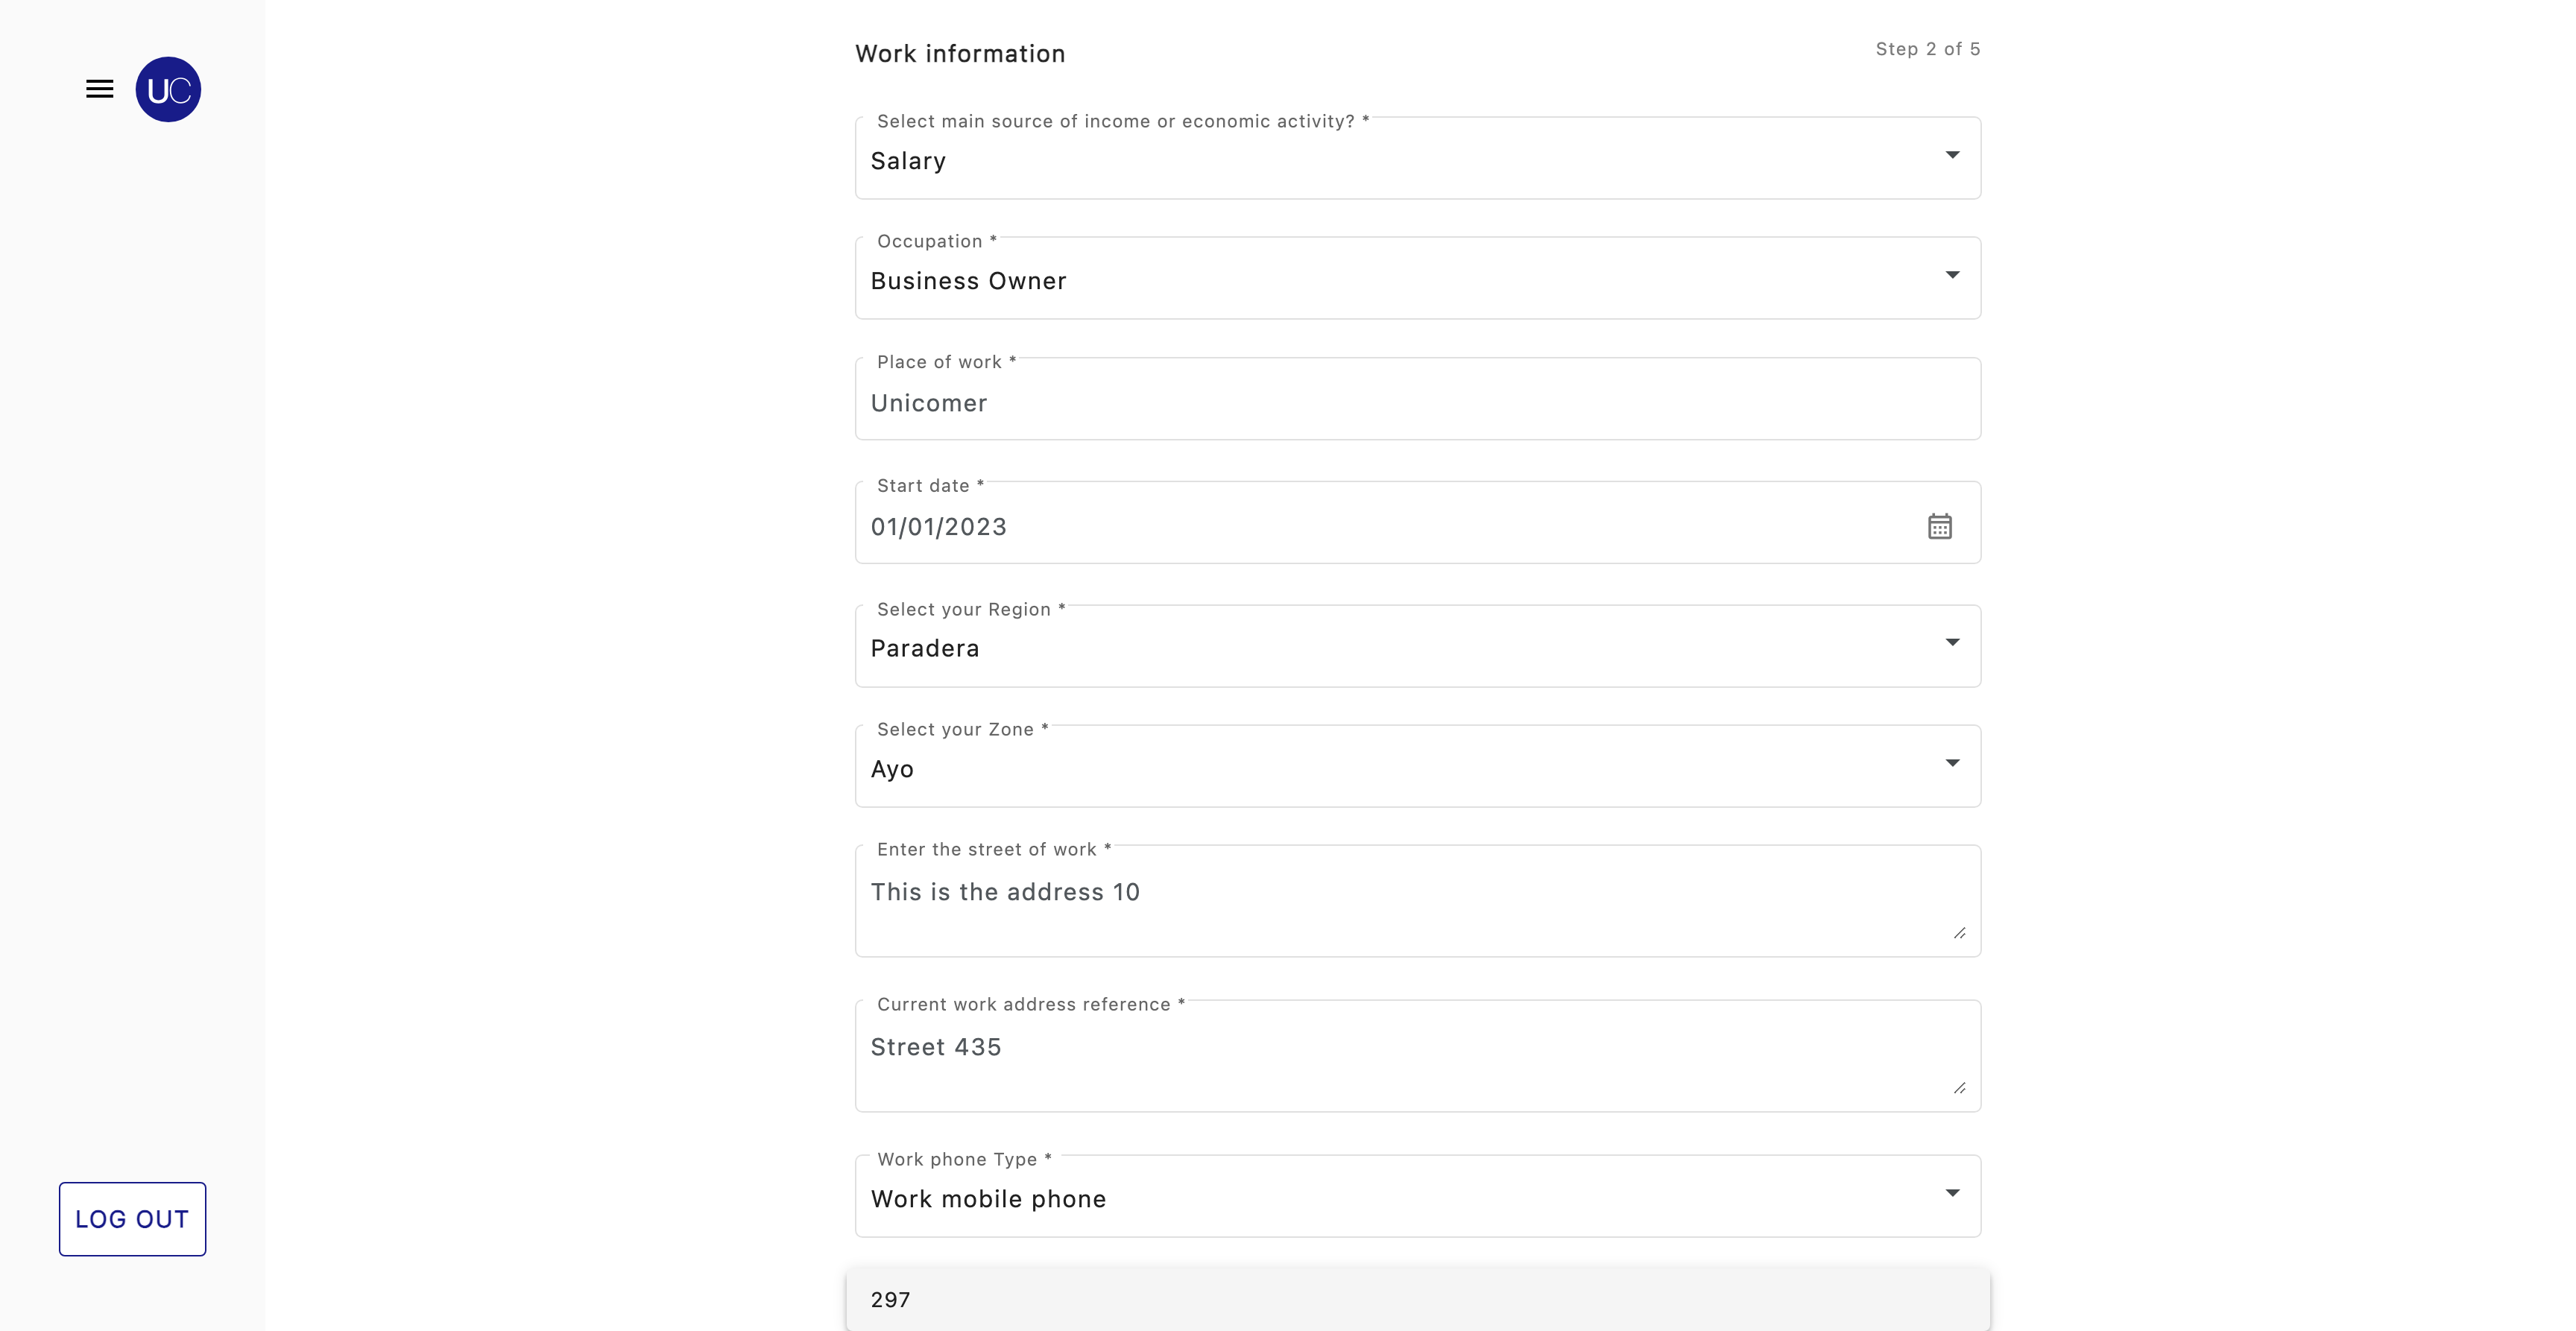 UC
Work information
Step 2 of 5
Select main source of income or economic activity? *
Salary
Occupation *
Business Owner
Place of work *
Unicomer
Start date *
01/01/2023
Select your Region *
Paradera
Select your Zone *
Ayo
Enter the street of work *
This is the address 10
Current work address reference *
Street 435
Work phone Type *
Work mobile phone
297
LOG OUT